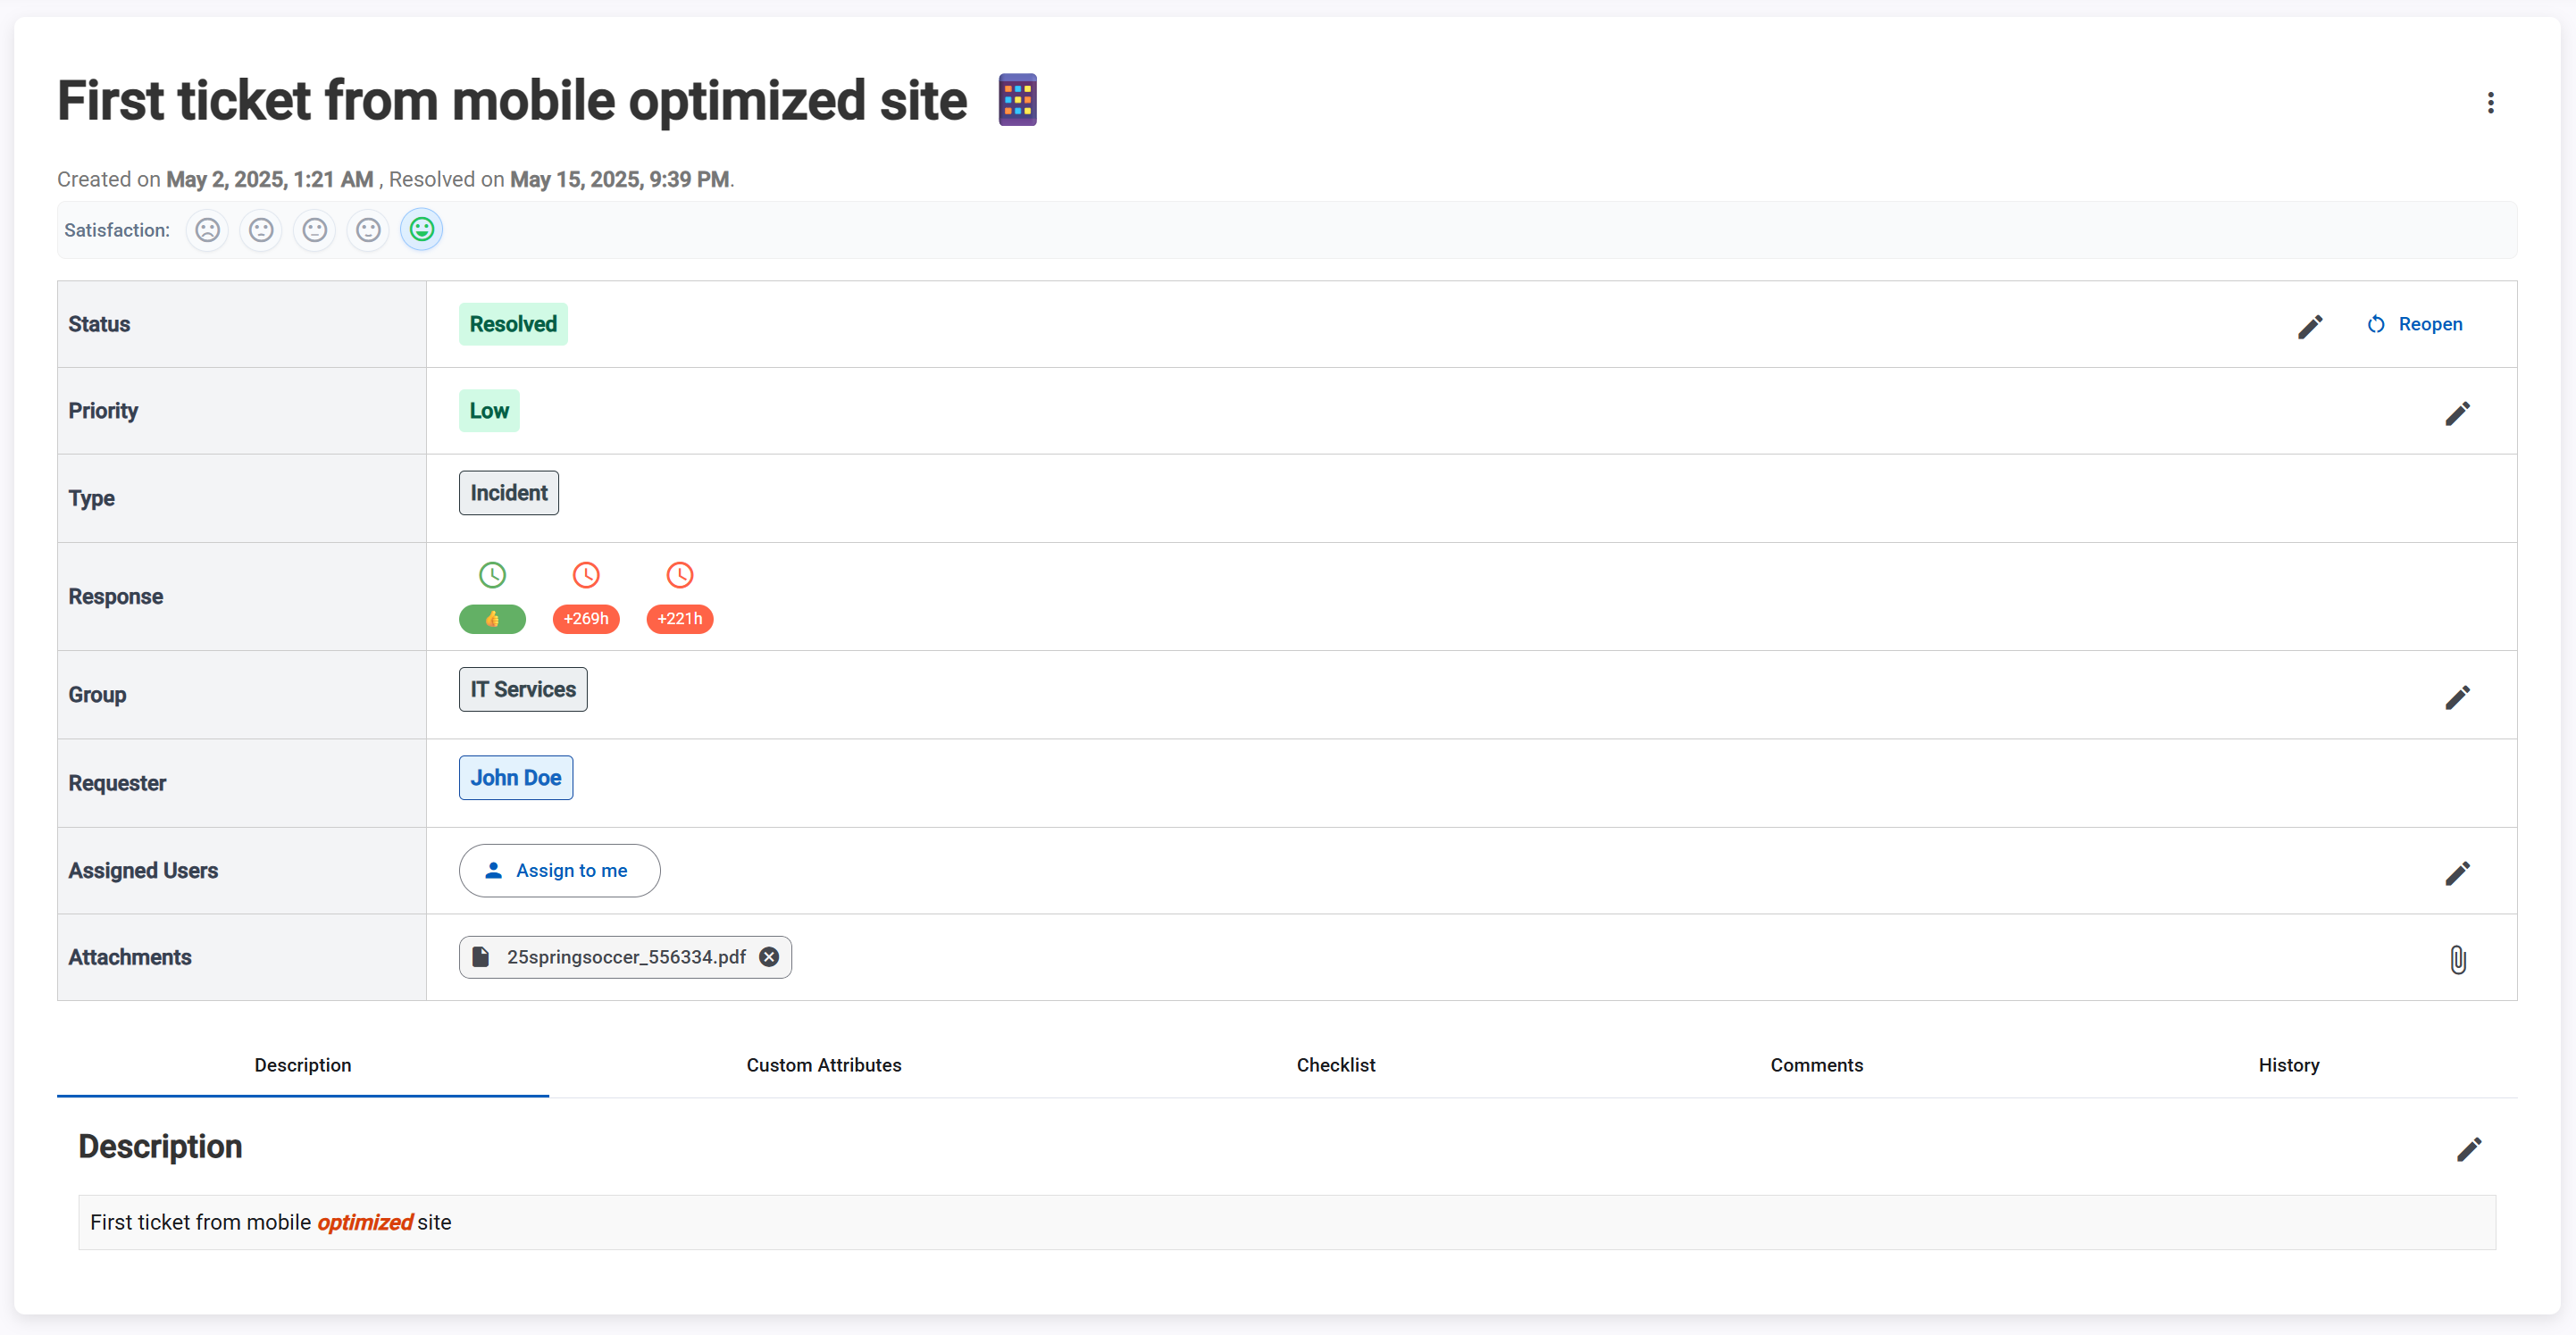 First ticket from mobile optimized site
Created on May 2, 2025, 1:21 AM , Resolved on May 15, 2025, 9:39 PM.
Satisfaction:
Status
Resolved
Reopen
Priority
Low
Type
Incident
Response
+269h
+221h
Group
IT Services
Requester
John Doe
Assigned Users
Assign to me
Attachments
25springsoccer_556334.pdf
Description
Custom Attributes
Checklist
Comments
History
Description
First ticket from mobile optimized site